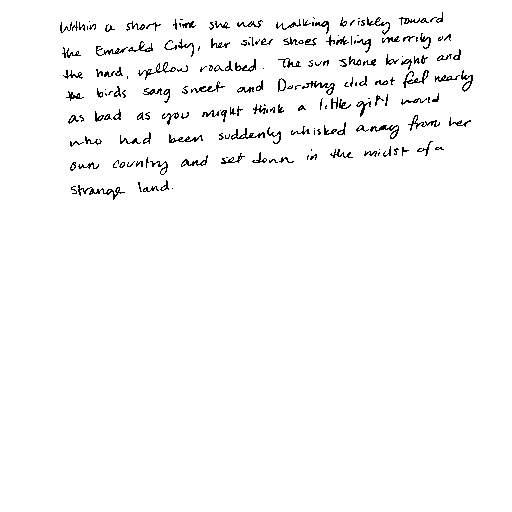 Within a short time she was walking briskly toward
the Emerald City, her silver shoes tinkling merrily on
the hard, yellow roadbed. The sun shone bright and
the birds sang sweet and Dorothy did not feel nearly
as bad as you might think a little girl would
who had been suddenly whisked away from her
own country and set down in the midst of a
strange land.